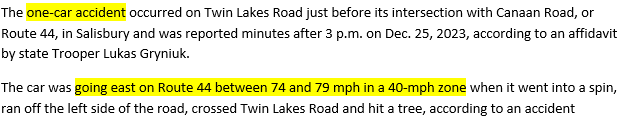 The one-car accident occurred on Twin Lakes Road just before its intersection with Canaan Road, or
Route 44, in Salisbury and was reported minutes after 3 p.m. on Dec. 25, 2023, according to an affidavit
by state Trooper Lukas Gryniuk.
The car was going east on Route 44 between 74 and 79 mph in a 40-mph zone when it went into a spin,
ran off the left side of the road, crossed Twin Lakes Road and hit a tree, according to an accident